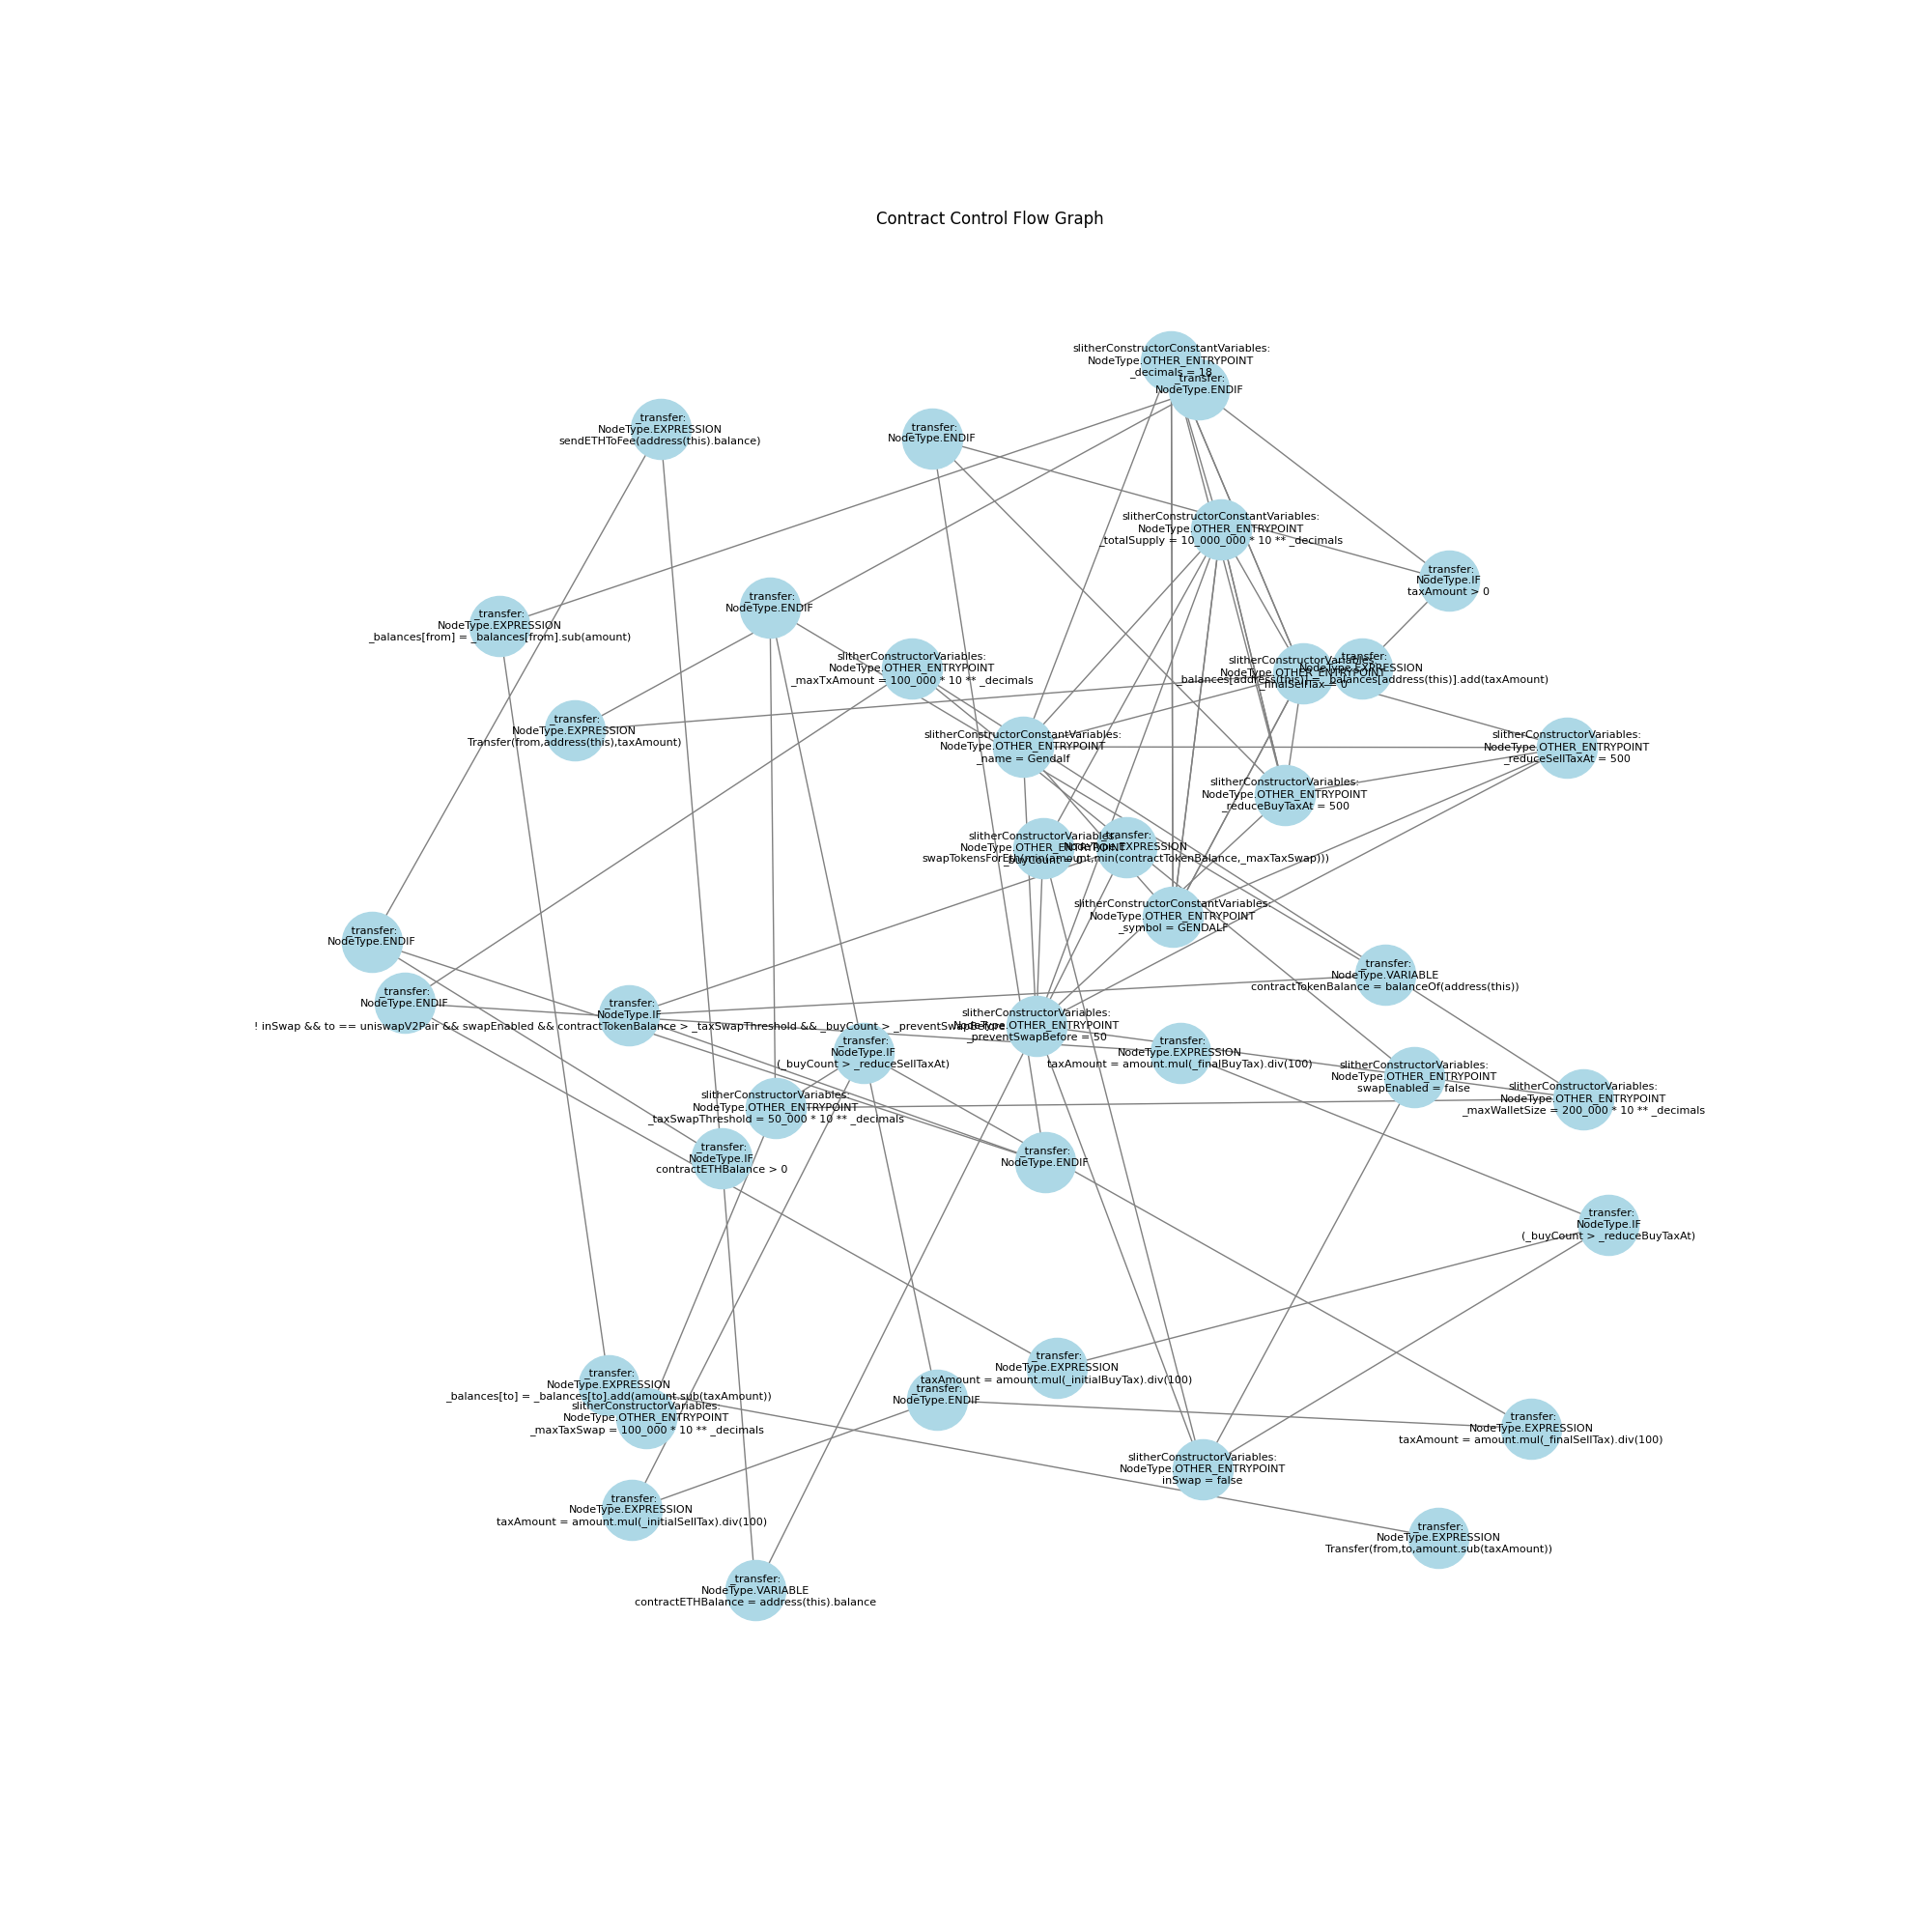 Contract Control Flow Graph
slitherConstructorConstantVariables:
NodeType.OTHER_ENTRYPOINT
_decimals = 18
_transfer:
NodeType.ENDIF
_transfer:
NodeType.EXPRESSION
sendETHToFee(address(this).balance)
_transfer:
NodeType.ENDIF
slitherConstructorConstantVariables:
NodeType.OTHER_ENTRYPOINT
_totalSupply = 10_000_000 * 10 ** _decimals
_transfer:
NodeType.IF
taxAmount > 0
_transfer:
NodeType.ENDIF
_transfer:
NodeType.EXPRESSION
_balances[from] = _balances[from].sub(amount)
slitherConstructorVariables:
NodeType.OTHER_ENTRYPOINT
_maxTxAmount = 100_000 * 10 ** _decimals
slitherConstructorVariables:
NodeType.OTHER_ENTRYPOINT
_finalSellTax = 0
_transfer:
NodeType.EXPRESSION
_balances[address(this)] = _balances[address(this)].add(taxAmount)
_transfer:
NodeType.EXPRESSION
Transfer(from,address(this),taxAmount)
slitherConstructorConstantVariables:
NodeType.OTHER_ENTRYPOINT
_name = Gendalf
slitherConstructorVariables:
NodeType.OTHER_ENTRYPOINT
_reduceSellTaxAt = 500
slitherConstructorVariables:
NodeType.OTHER_ENTRYPOINT
_reduceBuyTaxAt = 500
slitherConstructorVariables:
NodeType.OTHER_ENTRYPOINT
_buyCount = 0
_transfer:
NodeType.EXPRESSION
swapTokensForEth(min(amount,min(contractTokenBalance,_maxTaxSwap)))
slitherConstructorConstantVariables:
NodeType.OTHER_ENTRYPOINT
_symbol = GENDALF
_transfer:
NodeType.ENDIF
_transfer:
NodeType.VARIABLE
contractTokenBalance = balanceOf(address(this))
_transfer:
NodeType.ENDIF
_transfer:
NodeType.IF
! inSwap && to == uniswapV2Pair && swapEnabled && contractTokenBalance > _taxSwapThreshold && _buyCount > _preventSwapBefore
slitherConstructorVariables:
NodeType.OTHER_ENTRYPOINT
_preventSwapBefore = 50
_transfer:
NodeType.IF
(_buyCount > _reduceSellTaxAt)
_transfer:
NodeType.EXPRESSION
taxAmount = amount.mul(_finalBuyTax).div(100)
slitherConstructorVariables:
NodeType.OTHER_ENTRYPOINT
swapEnabled = false
slitherConstructorVariables:
NodeType.OTHER_ENTRYPOINT
_maxWalletSize = 200_000 * 10 ** _decimals
slitherConstructorVariables:
NodeType.OTHER_ENTRYPOINT
_taxSwapThreshold = 50_000 * 10 ** _decimals
_transfer:
NodeType.IF
contractETHBalance > 0
_transfer:
NodeType.ENDIF
_transfer:
NodeType.IF
(_buyCount > _reduceBuyTaxAt)
_transfer:
NodeType.EXPRESSION
taxAmount = amount.mul(_initialBuyTax).div(100)
_transfer:
NodeType.EXPRESSION
_balances[to] = _balances[to].add(amount.sub(taxAmount))
_transfer:
NodeType.ENDIF
slitherConstructorVariables:
NodeType.OTHER_ENTRYPOINT
_maxTaxSwap = 100_000 * 10 ** _decimals
_transfer:
NodeType.EXPRESSION
taxAmount = amount.mul(_finalSellTax).div(100)
slitherConstructorVariables:
NodeType.OTHER_ENTRYPOINT
inSwap = false
_transfer:
NodeType.EXPRESSION
taxAmount = amount.mul(_initialSellTax).div(100)
_transfer:
NodeType.EXPRESSION
Transfer(from,to,amount.sub(taxAmount))
_transfer:
NodeType.VARIABLE
contractETHBalance = address(this).balance